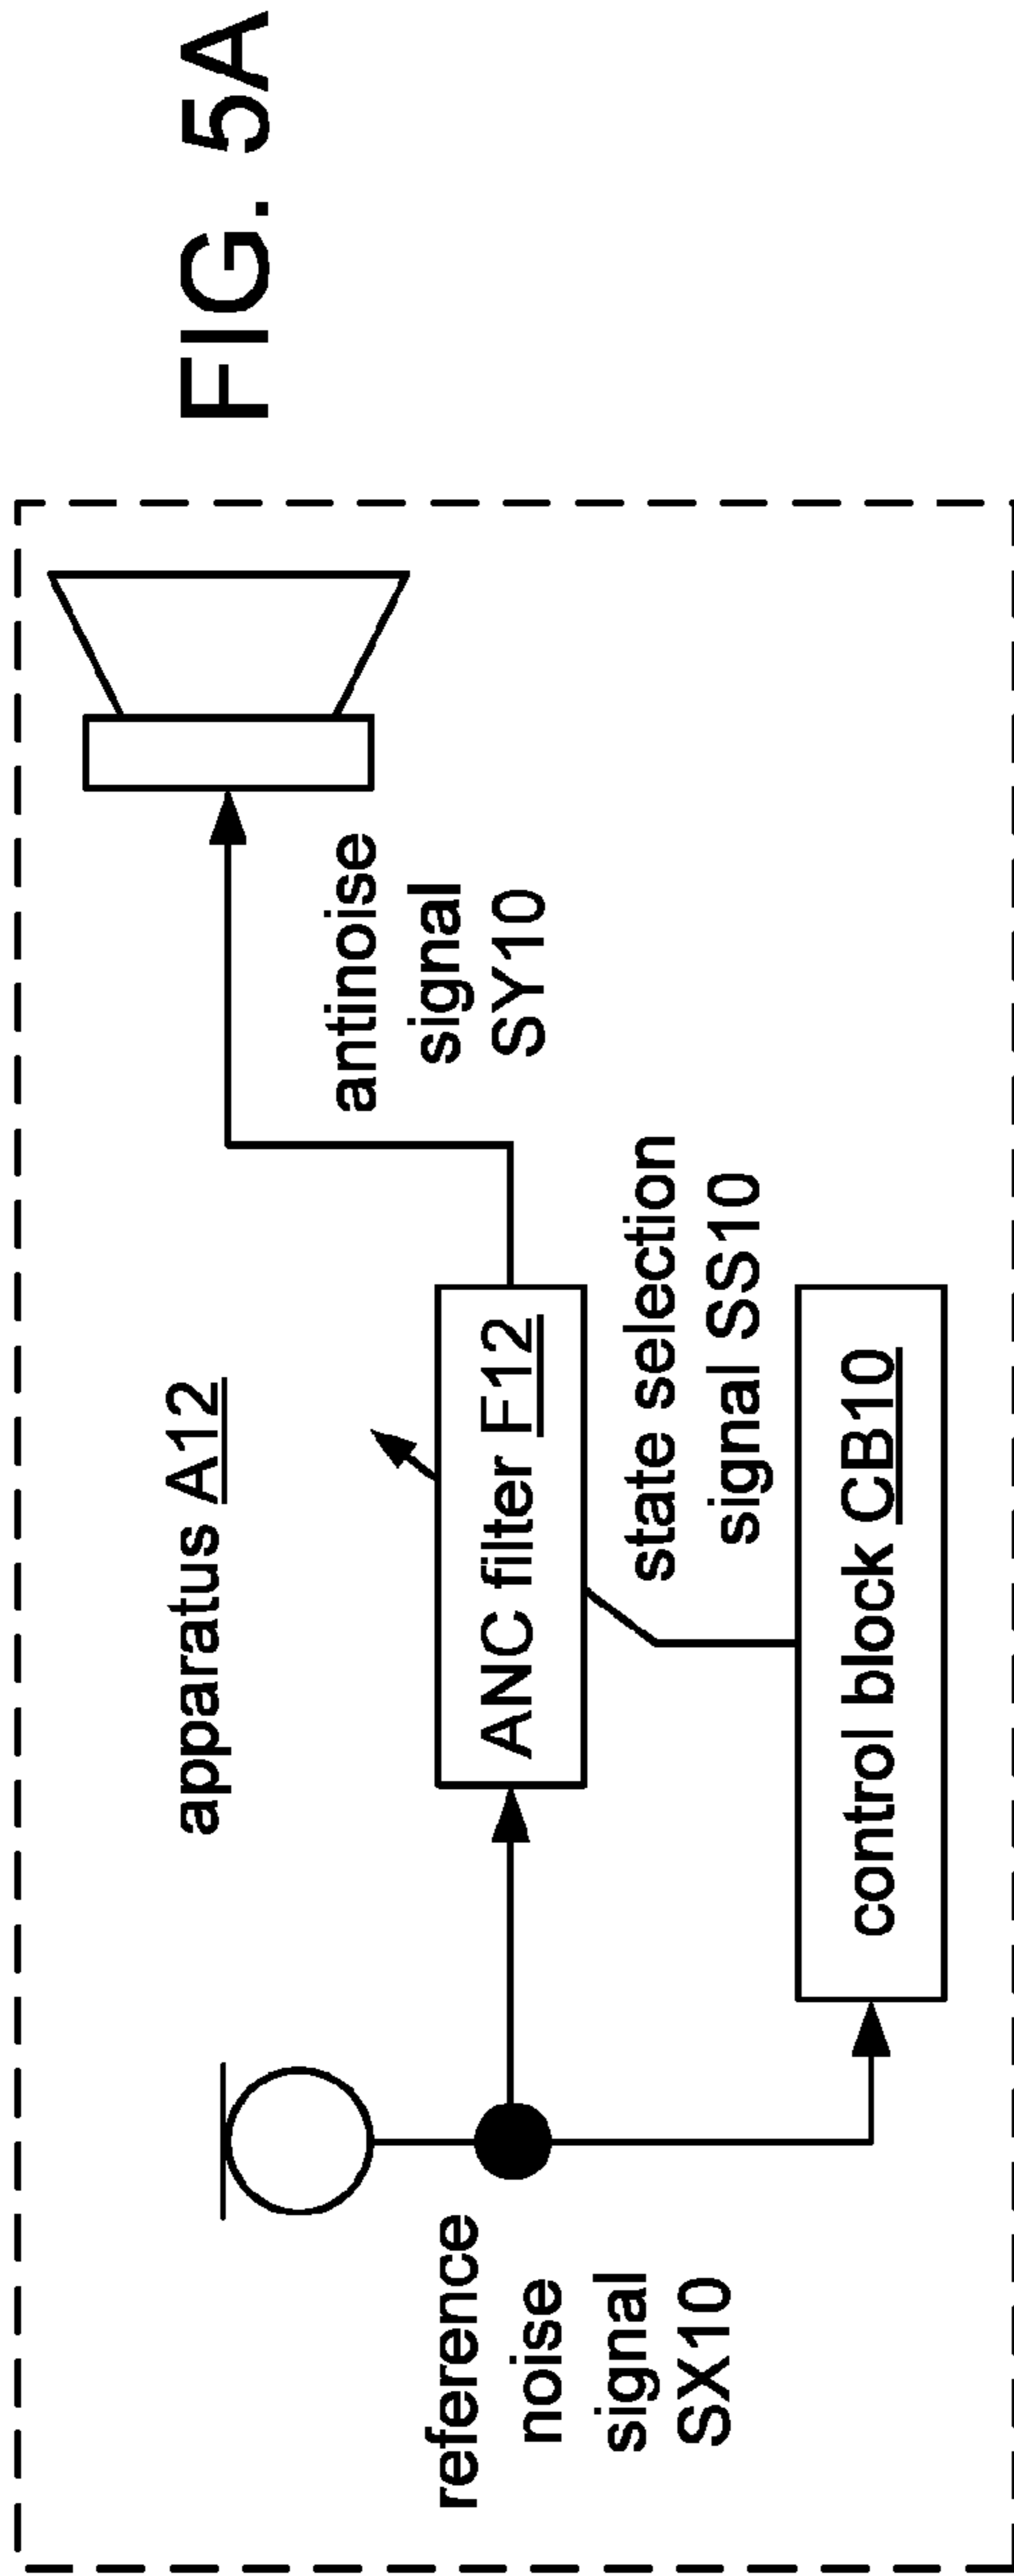 FIG. 5A
apparatus A12
reference
noise
signal
SX10
ANC filter F12
antinoise
signal
SY10
state selection
signal SS10
control block CB10